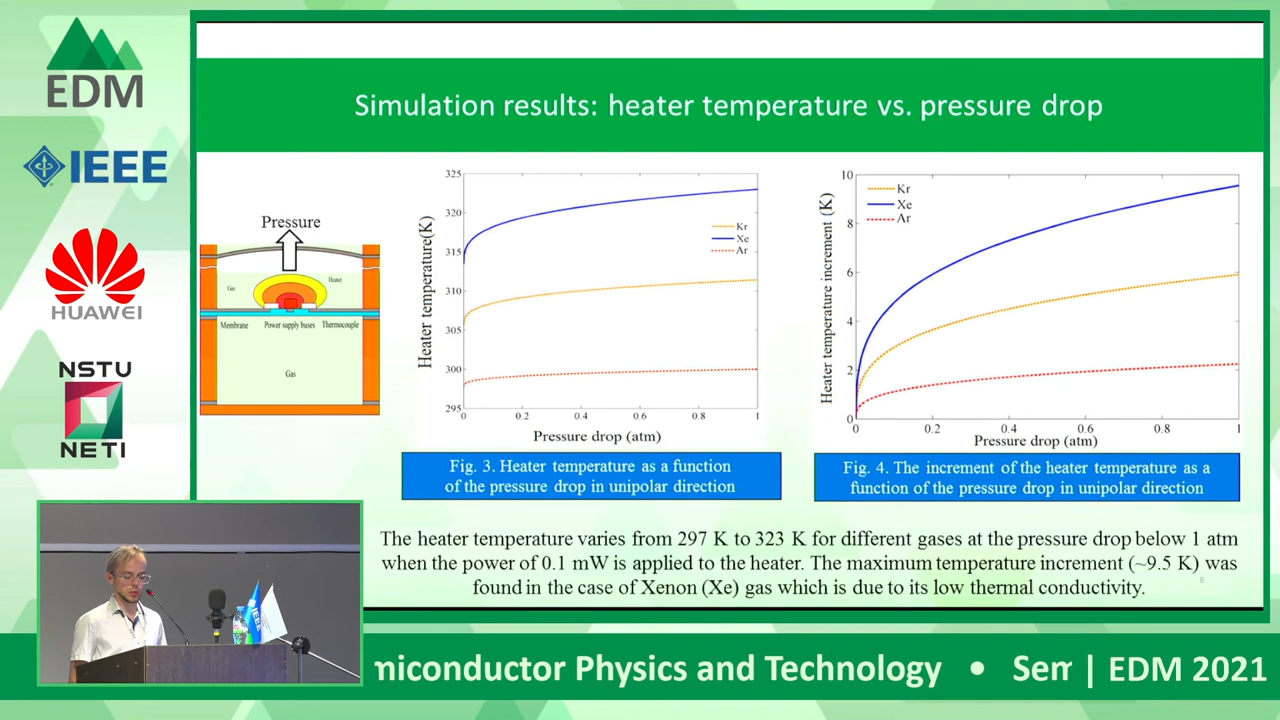 EDM
IEEE
HUAWEI
NSTU
NETI
Simulation results: heater temperature vs. pressure drop
Pressure
Gas
Heater
Membrane
Power supply buses
Thermocouple
Gas
Heater temperature(K)
325
320
315
310
305
300
295
0
0.2
0.4
0.6
0.8
1
Kr
Xe
Ar
Pressure drop (atm)
Fig. 3. Heater temperature as a function
of the pressure drop in unipolar direction
Heater temperature increment (K)
10
8
6
4
2
0
0
0.2
0.4
0.6
0.8
1
Kr
Xe
Ar
Pressure drop (atm)
Fig. 4. The increment of the heater temperature as a
function of the pressure drop in unipolar direction
The heater temperature varies from 297 K to 323 K for different gases at the pressure drop below 1 atm
when the power of 0.1 mW is applied to the heater. The maximum temperature increment (~9.5 K) was
found in the case of Xenon (Xe) gas which is due to its low thermal conductivity.
IEEE
miconductor Physics and Technology • Sem | EDM 2021